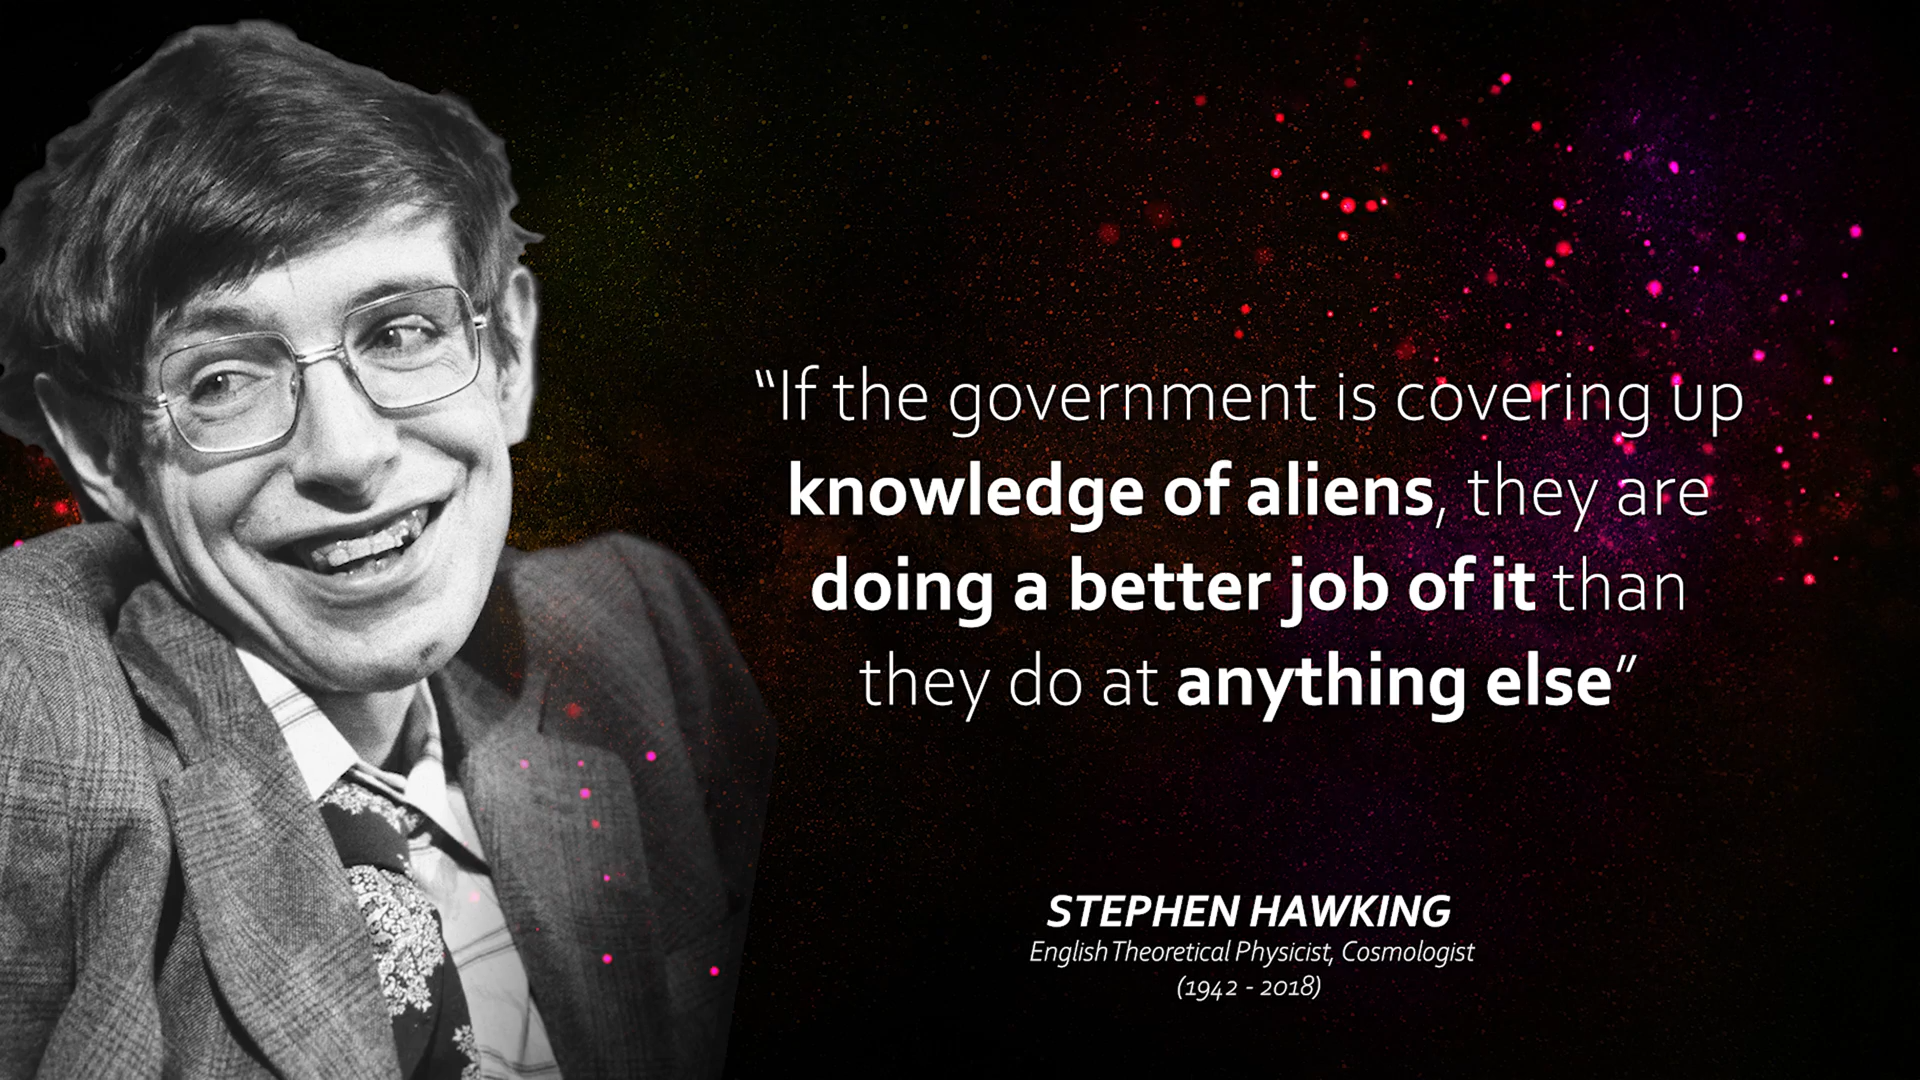 “If the government is covering up
knowledge of aliens, they are
doing a better job of it than
they do at anything else”
STEPHEN HAWKING
English Theoretical Physicist, Cosmologist
(1942 - 2018)